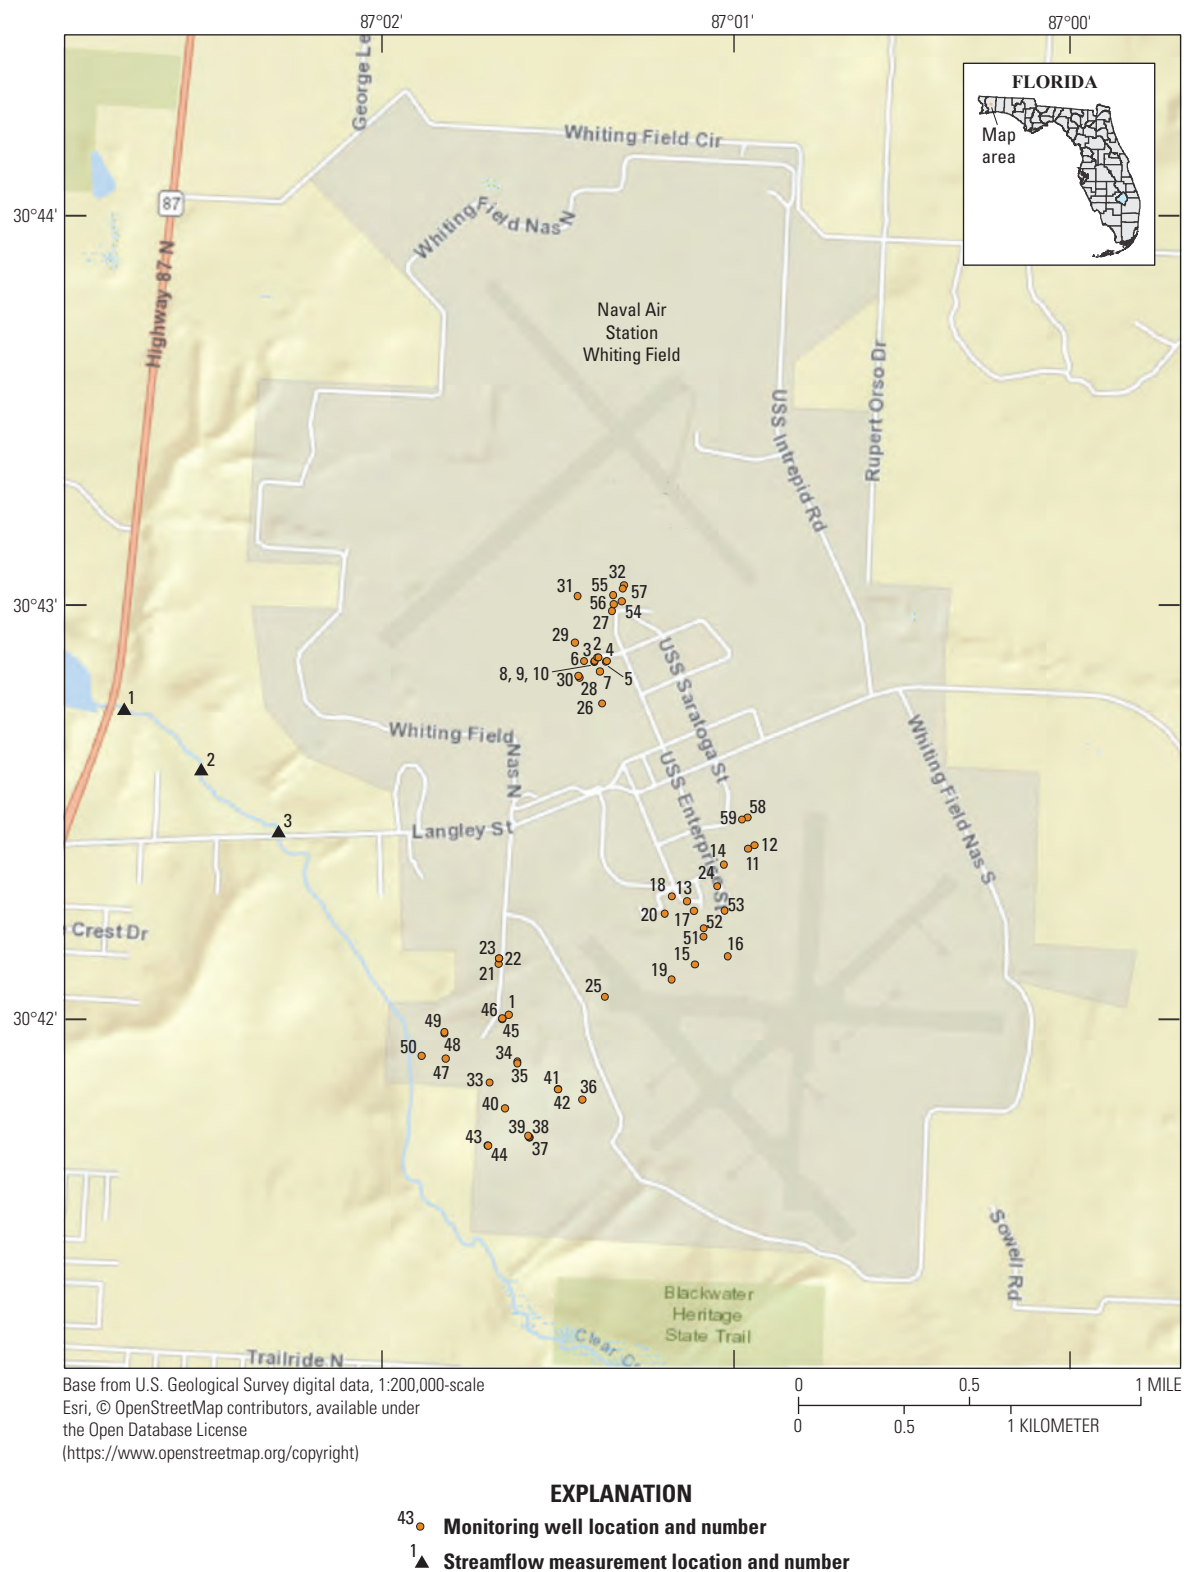 87°02'
87°01'
87°00'
George Le
FLORIDA
Map
area
Whiting Field Cir
87
30°44'
Whiting Field Nas N
Highway 87 N
Naval Air
Station
Whiting Field
Rupert Orso Dr
USS Intrepid Rd
32
31
55
57
30°43'
56
54
27
29
2
6
3
4
8, 9, 10
5
30
28
7
26
USS Saratoga St
1
Whiting Field
Nas N
Whiting Field Nas S
2
USS Enterprise St
3
Langley St
58
59
12
14
11
24
18
13
20
17
53
52
Crest Dr
51
23
22
15
16
21
19
25
30°42'
46
1
49
45
50
48
34
47
35
33
41
36
40
42
39
38
43
37
44
Sowell Rd
Blackwater
Heritage
State Trail
Clear Cr
Trailride N
Base from U.S. Geological Survey digital data, 1:200,000-scale
Esri, © OpenStreetMap contributors, available under
the Open Database License
(https://www.openstreetmap.org/copyright)
0 0.5 1 MILE
0 0.5 1 KILOMETER
EXPLANATION
43 Monitoring well location and number
1 Streamflow measurement location and number